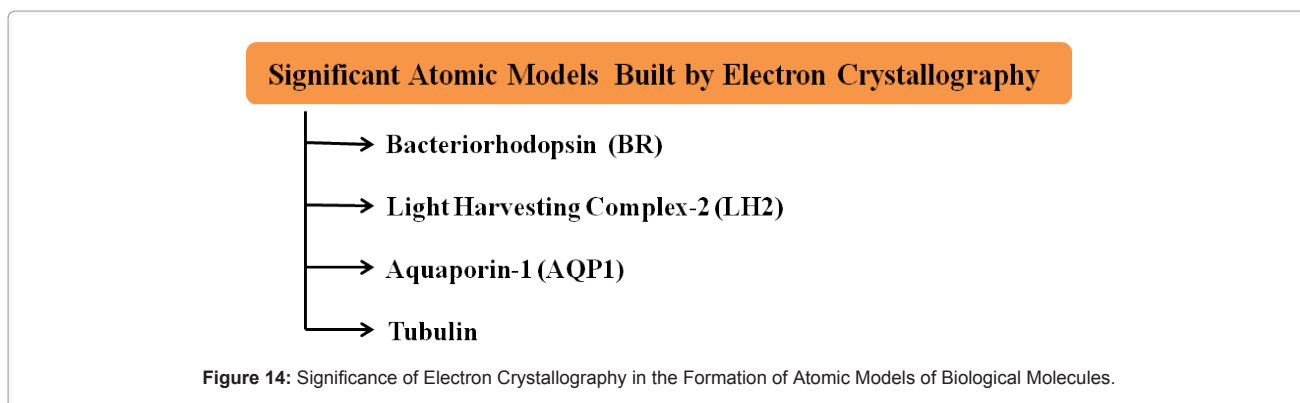 Significant Atomic Models Built by Electron Crystallography
Bacteriorhodopsin (BR)
Light Harvesting Complex-2 (LH2)
Aquaporin-1 (AQP1)
Tubulin
Figure 14: Significance of Electron Crystallography in the Formation of Atomic Models of Biological Molecules.